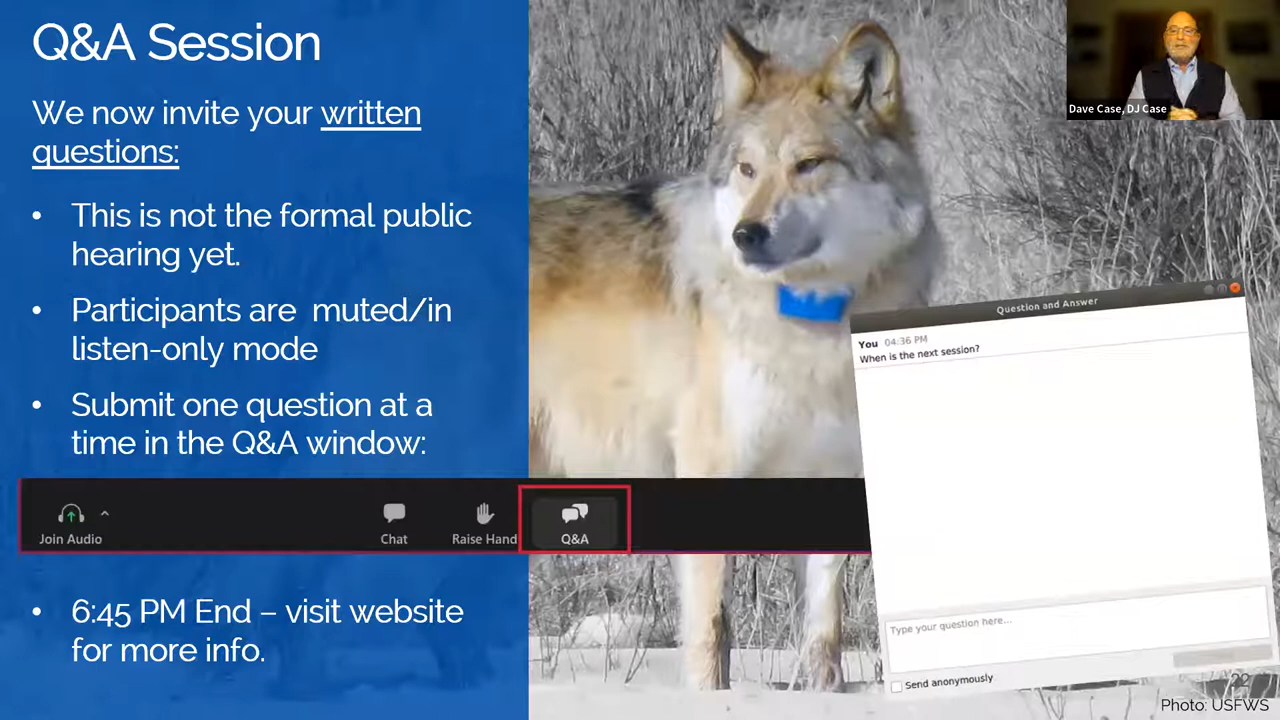 Q&A Session
We now invite your written
questions:
• This is not the formal public
hearing yet.
• Participants are muted/in
listen-only mode
• Submit one question at a
time in the Q&A window:
Join Audio
Chat
Raise Hand
Q&A
• 6:45 PM End – visit website
for more info.
Dave Case, DJ Case
Question and Answer
You 04:36 PM
When is the next session?
Type your question here...
Send anonymously
Photo: USFWS